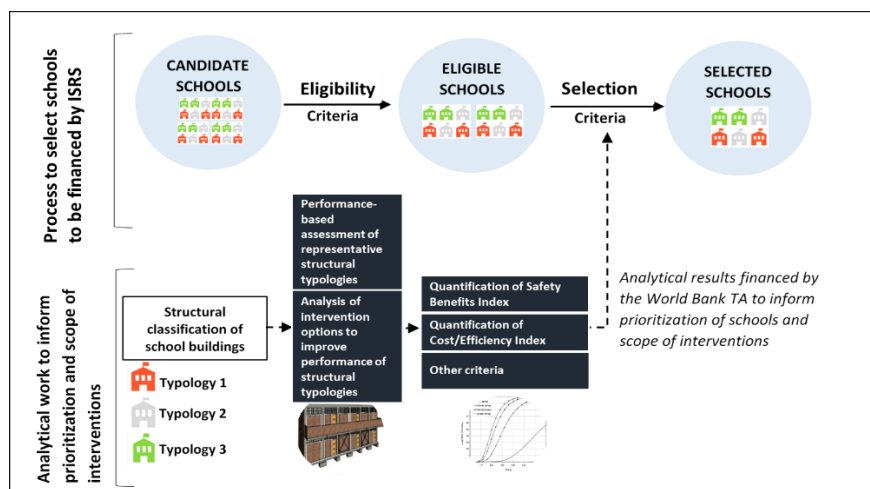 Process to select schools
to be financed by ISRS
CANDIDATE
SCHOOLS
Eligibility
Criteria
ELIGIBLE
SCHOOLS
Selection
Criteria
SELECTED
SCHOOLS
Analytical work to inform
prioritization and scope of
interventions
Structural
classification of
school buildings
Typology 1
Typology 2
Typology 3
Performance-
based
assessment of
representative
structural
typologies
Analysis of
intervention
options to
improve
performance of
structural
typologies
Quantification of Safety
Benefits Index
Quantification of
Cost/Efficiency Index
Other criteria
Analytical results financed by
the World Bank TA to inform
prioritization of schools and
scope of interventions